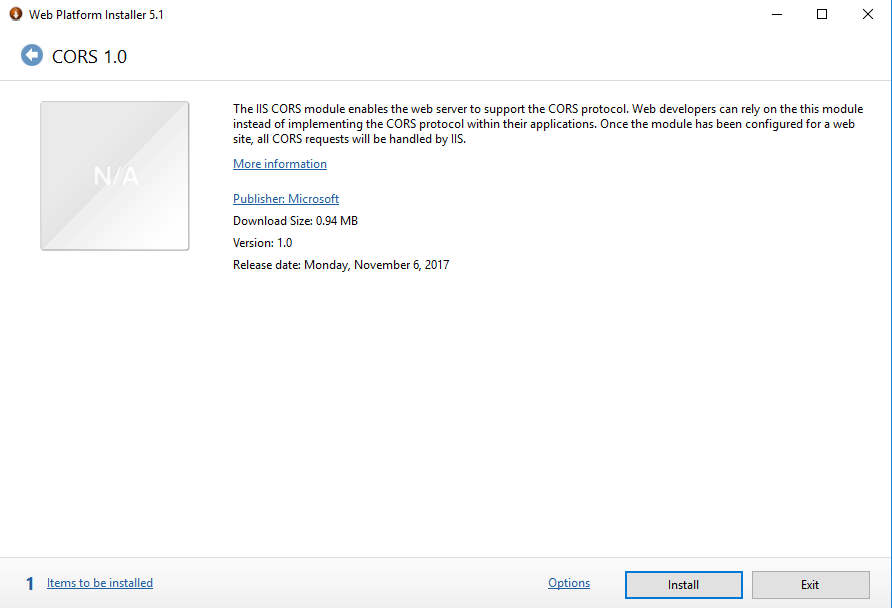 Web Platform Installer 5.1
CORS 1.0
N/A
The IIS CORS module enables the web server to support the CORS protocol. Web developers can rely on the this module
instead of implementing the CORS protocol within their applications. Once the module has been configured for a web
site, all CORS requests will be handled by IIS.
More information
Publisher: Microsoft
Download Size: 0.94 MB
Version: 1.0
Release date: Monday, November 6, 2017
1 Items to be installed Options Install Exit